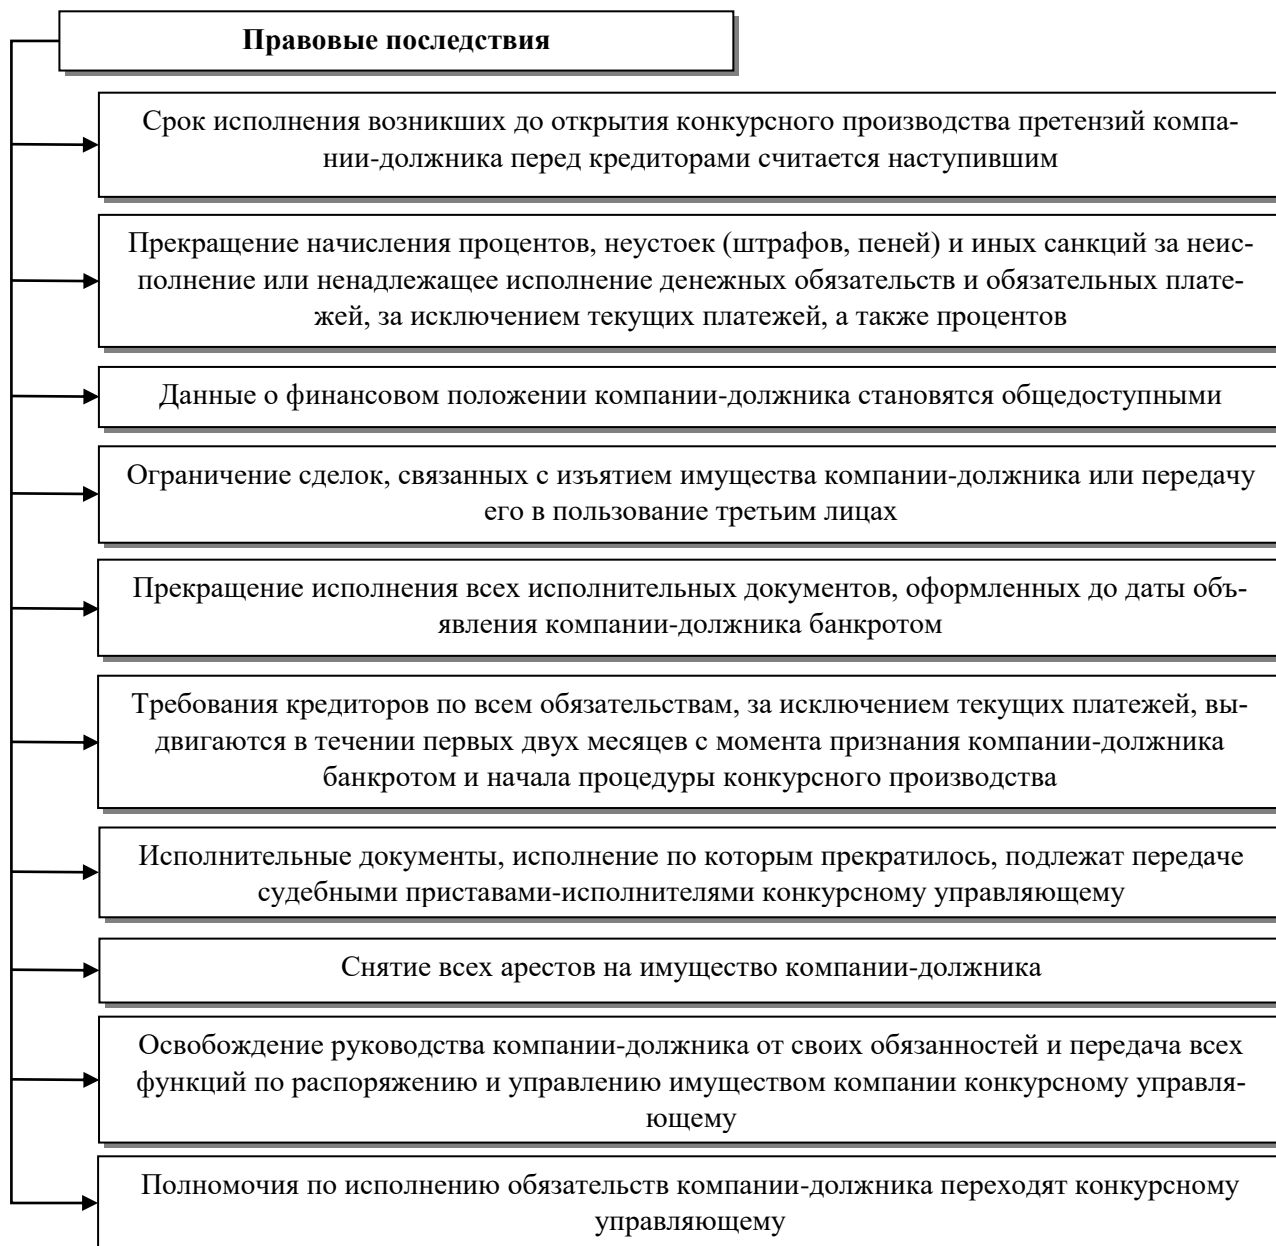 Правовые последствия
Срок исполнения возникших до открытия конкурсного производства претензий компа-
нии-должника перед кредиторами считается наступившим
Прекращение начисления процентов, неустоек (штрафов, пеней) и иных санкций за неис-
полнение или ненадлежащее исполнение денежных обязательств и обязательных плате-
жей, за исключением текущих платежей, а также процентов
Данные о финансовом положении компании-должника становятся общедоступными
Ограничение сделок, связанных с изъятием имущества компании-должника или передачу
его в пользование третьим лицах
Прекращение исполнения всех исполнительных документов, оформленных до даты объ-
явления компании-должника банкротом
Требования кредиторов по всем обязательствам, за исключением текущих платежей, вы-
двигаются в течении первых двух месяцев с момента признания компании-должника
банкротом и начала процедуры конкурсного производства
Исполнительные документы, исполнение по которым прекратилось, подлежат передаче
судебными приставами-исполнителями конкурсному управляющему
Снятие всех арестов на имущество компании-должника
Освобождение руководства компании-должника от своих обязанностей и передача всех
функций по распоряжению и управлению имуществом компании конкурсному управля-
ющему
Полномочия по исполнению обязательств компании-должника переходят конкурсному
управляющему